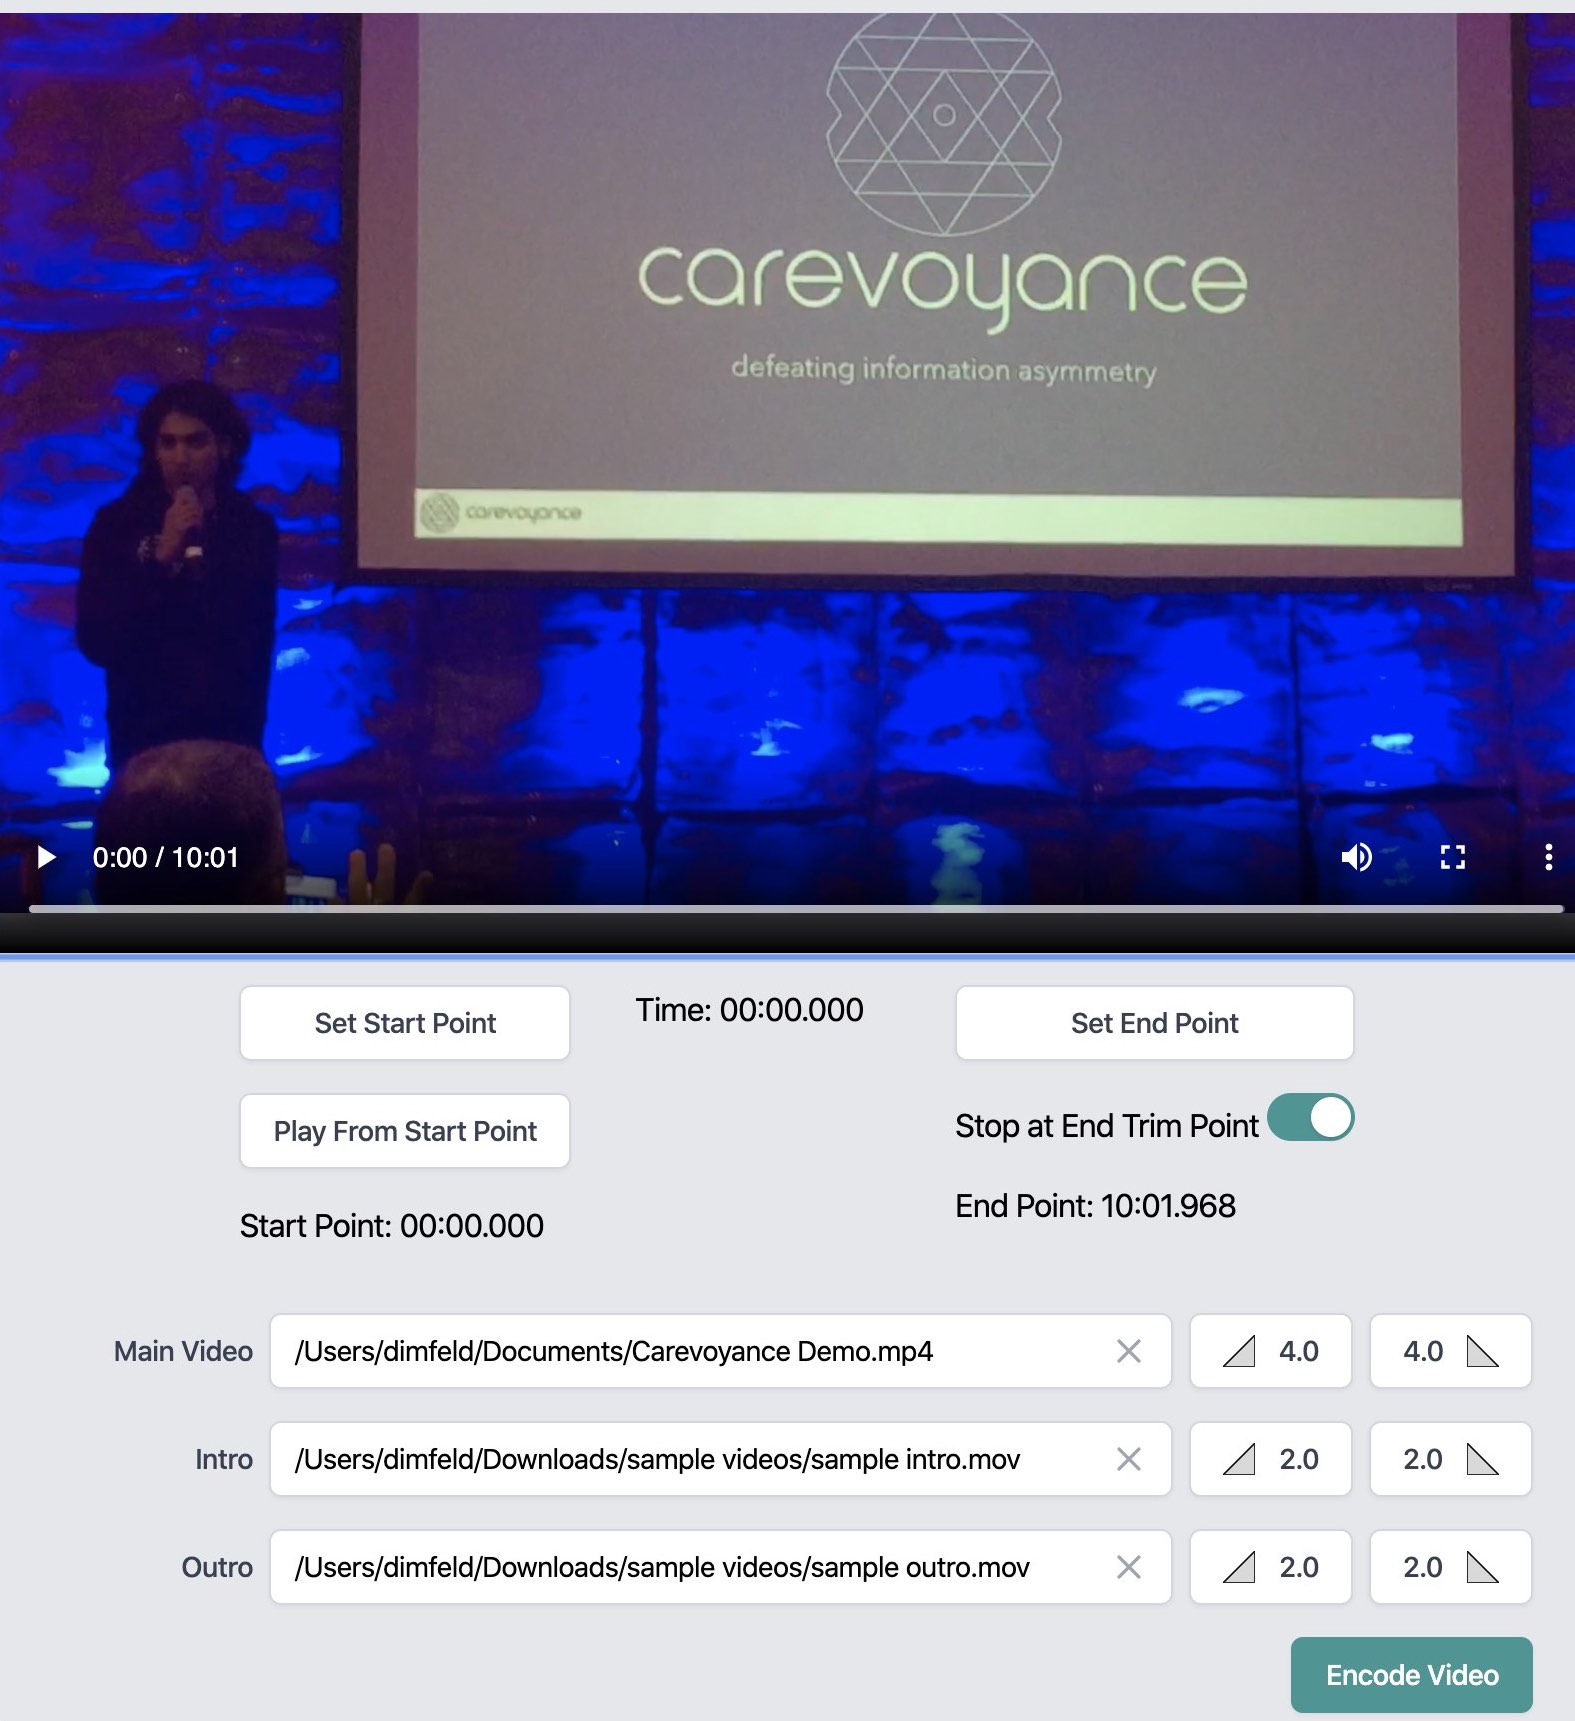 carevoyance
defeating information asymmetry
carevoyance
0:00 / 10:01
Set Start Point
Time: 00:00.000
Set End Point
Play From Start Point
Stop at End Trim Point
Start Point: 00:00.000
End Point: 10:01.968
Main Video
/Users/dimfeld/Documents/Carevoyance Demo.mp4
4.0
4.0
Intro
/Users/dimfeld/Downloads/sample videos/sample intro.mov
2.0
2.0
Outro
/Users/dimfeld/Downloads/sample videos/sample outro.mov
2.0
2.0
Encode Video